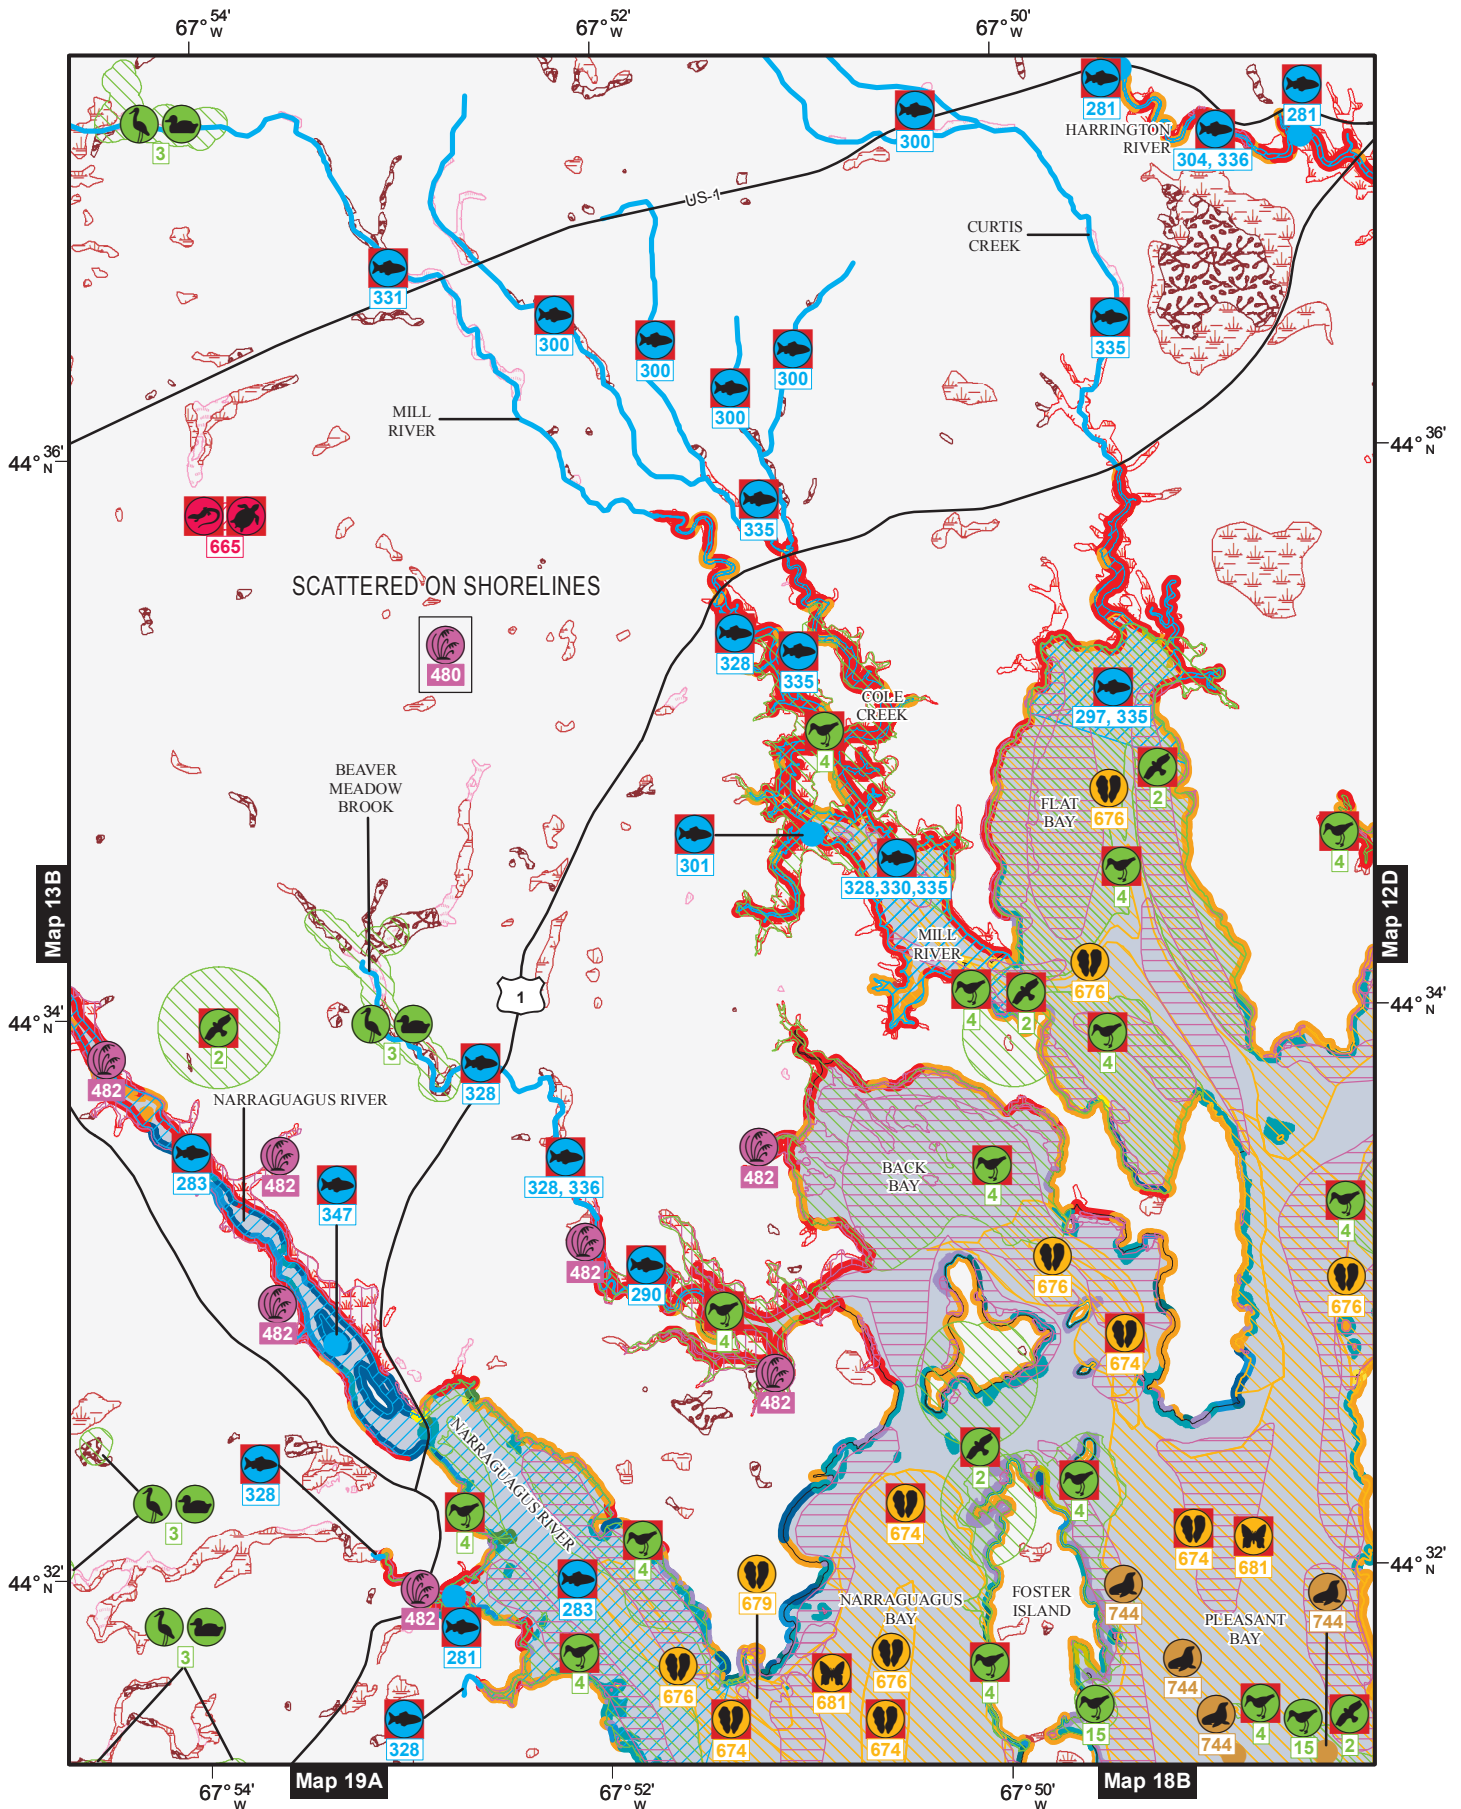 67° 54' W
67° 52' W
67° 50' W
281
281
300
HARRINGTON
RIVER
304, 336
3
US-1
CURTIS
CREEK
331
300
335
300
300
300
MILL
RIVER
44° 36' N
44° 36' N
335
665
SCATTERED ON SHORELINES
480
328
335
COLE
CREEK
297, 335
4
BEAVER
MEADOW
BROOK
2
FLAT
BAY
676
301
4
4
328,330,335
Map 13B
Map 12D
MILL
RIVER
676
1
4
2
44° 34' N
44° 34' N
2
3
4
482
328
NARRAGUAGUS RIVER
283
482
347
328, 336
482
BACK
BAY
4
4
482
290
676
676
482
4
674
482
NARRAGUAGUS RIVER
328
2
4
3
4
674
4
674
681
44° 32' N
44° 32' N
482
283
679
NARRAGUAGUS
BAY
FOSTER
ISLAND
744
PLEASANT
BAY
744
3
281
4
676
681
676
4
744
328
674
674
15
744
4
15
2
Map 19A
Map 18B
67° 54' W
67° 52' W
67° 50' W